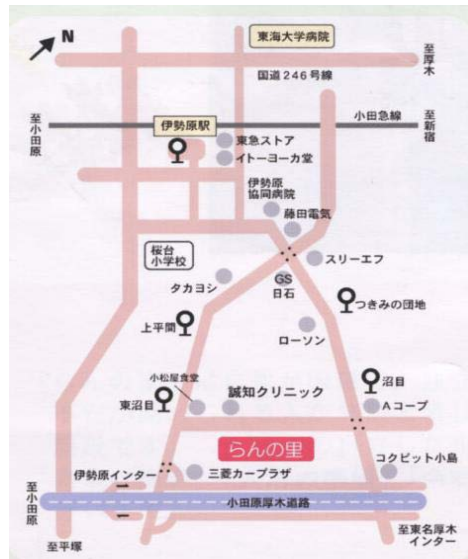 N
東海大学病院
至厚木
国道246号線
至小田原
伊勢原駅
小田急線
至新宿
東急ストア
イトーヨーカ堂
伊勢原
協同病院
藤田電気
桜台
小学校
スリーエフ
タカヨシ
GS
日石
つきみの団地
上平間
ローソン
小松屋食堂
誠知クリニック
沼目
東沼目
Aコープ
らんの里
コクピット小島
伊勢原インター
三菱カープラザ
至小田原
小田原厚木道路
至平塚
至東名厚木
インター